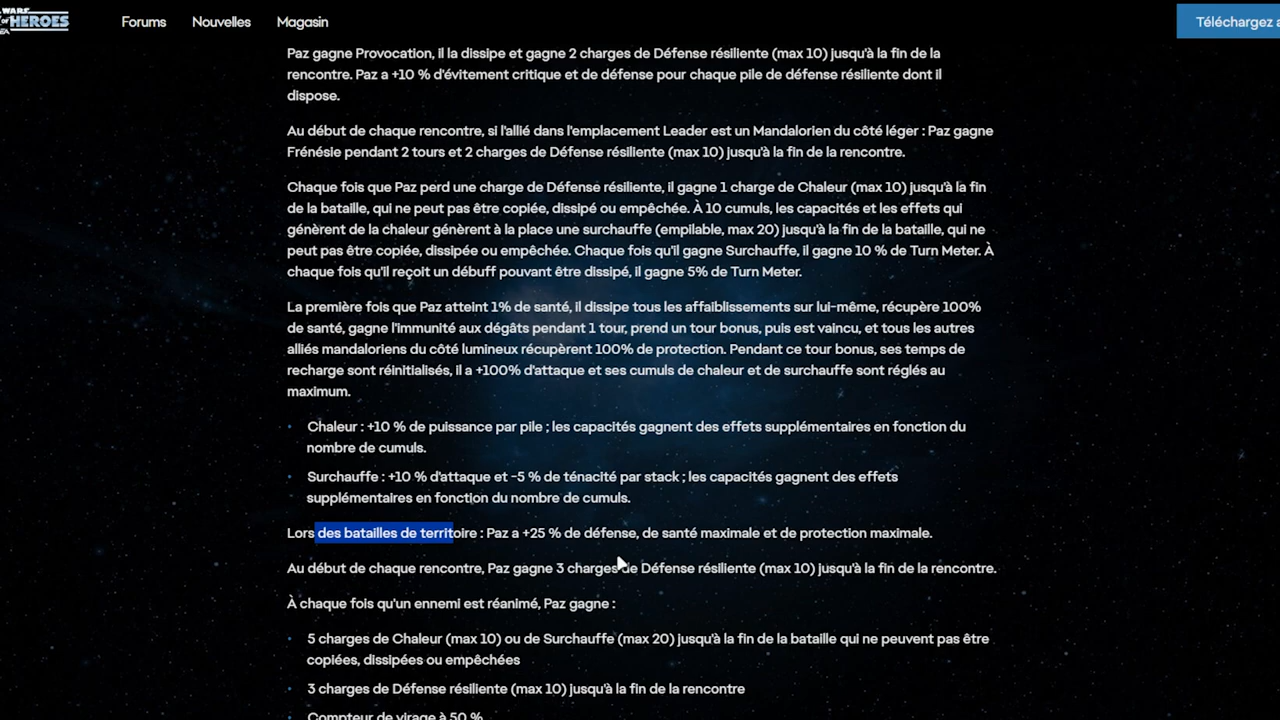 WARS
OF HEROES
EA
Forums
Nouvelles
Magasin
Téléchargez
Paz gagne Provocation, il la dissipe et gagne 2 charges de Défense résiliente (max 10) jusqu'à la fin de la
rencontre. Paz a +10 % d'évitement critique et de défense pour chaque pile de défense résiliente dont il
dispose.
Au début de chaque rencontre, si l'allié dans l'emplacement Leader est un Mandalorien du côté léger : Paz gagne
Frénésie pendant 2 tours et 2 charges de Défense résiliente (max 10) jusqu'à la fin de la rencontre.
Chaque fois que Paz perd une charge de Défense résiliente, il gagne 1 charge de Chaleur (max 10) jusqu'à la fin
de la bataille, qui ne peut pas être copiée, dissipé ou empêchée. À 10 cumuls, les capacités et les effets qui
génèrent de la chaleur génèrent à la place une surchauffe (empilable, max 20) jusqu'à la fin de la bataille, qui ne
peut pas être copiée, dissipée ou empêchée. Chaque fois qu'il gagne Surchauffe, il gagne 10 % de Turn Meter. À
chaque fois qu'il reçoit un débuff pouvant être dissipé, il gagne 5% de Turn Meter.
La première fois que Paz atteint 1% de santé, il dissipe tous les affaiblissements sur lui-même, récupère 100%
de santé, gagne l'immunité aux dégâts pendant 1 tour, prend un tour bonus, puis est vaincu, et tous les autres
alliés mandaloriens du côté lumineux récupèrent 100% de protection. Pendant ce tour bonus, ses temps de
recharge sont réinitialisés, il a +100% d'attaque et ses cumuls de chaleur et de surchauffe sont réglés au
maximum.
Chaleur : +10 % de puissance par pile ; les capacités gagnent des effets supplémentaires en fonction du
nombre de cumuls.
Surchauffe : +10 % d'attaque et -5 % de ténacité par stack ; les capacités gagnent des effets
supplémentaires en fonction du nombre de cumuls.
Lors des batailles de territoire : Paz a +25 % de défense, de santé maximale et de protection maximale.
Au début de chaque rencontre, Paz gagne 3 charges de Défense résiliente (max 10) jusqu'à la fin de la rencontre.
À chaque fois qu'un ennemi est réanimé, Paz gagne :
5 charges de Chaleur (max 10) ou de Surchauffe (max 20) jusqu'à la fin de la bataille qui ne peuvent pas être
copiées, dissipées ou empêchées
3 charges de Défense résiliente (max 10) jusqu'à la fin de la rencontre
Compteur de virage à 50 %